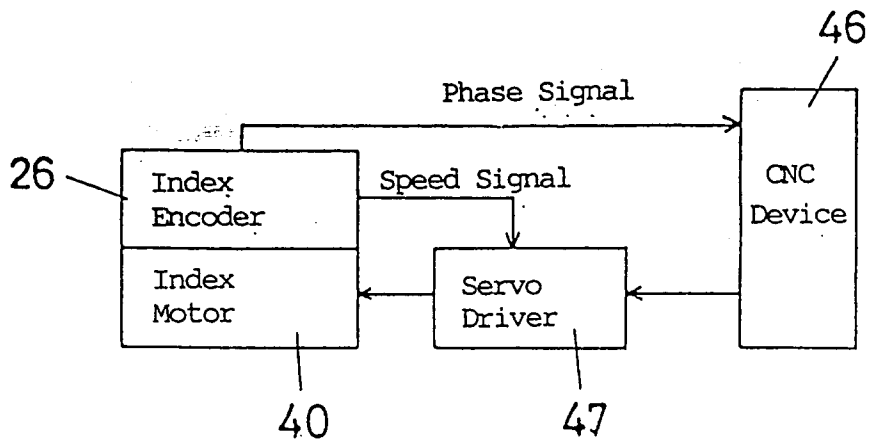 46
Phase Signal
26
Index
Encoder
Speed Signal
CNC
Device
Index
Motor
Servo
Driver
40
47